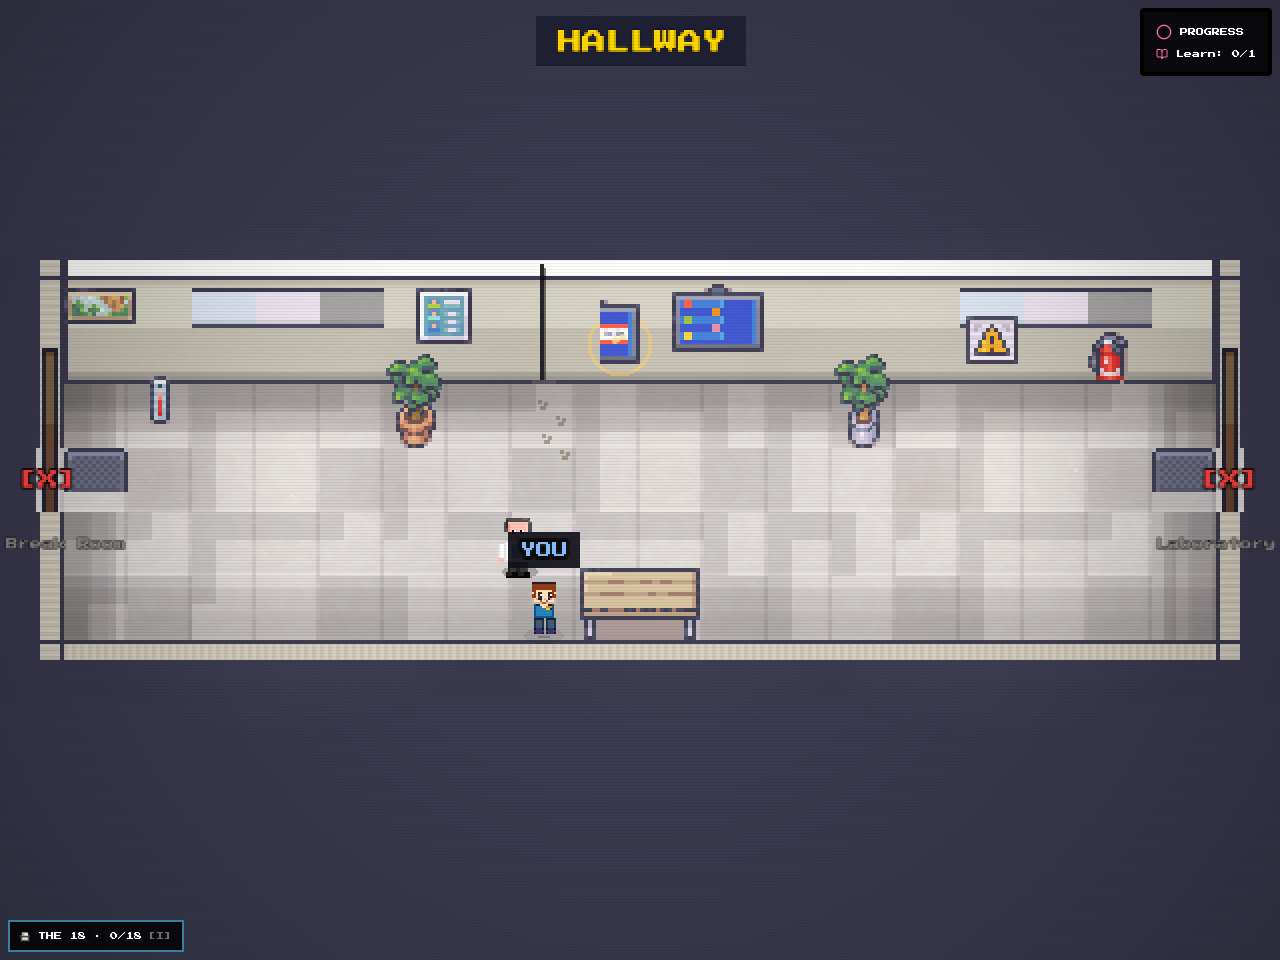 HALLWAY
PROGRESS
Learn: 0/1
[X]
[X]
Break Room
Laboratory
YOU
THE 18 · 0/18 [I]